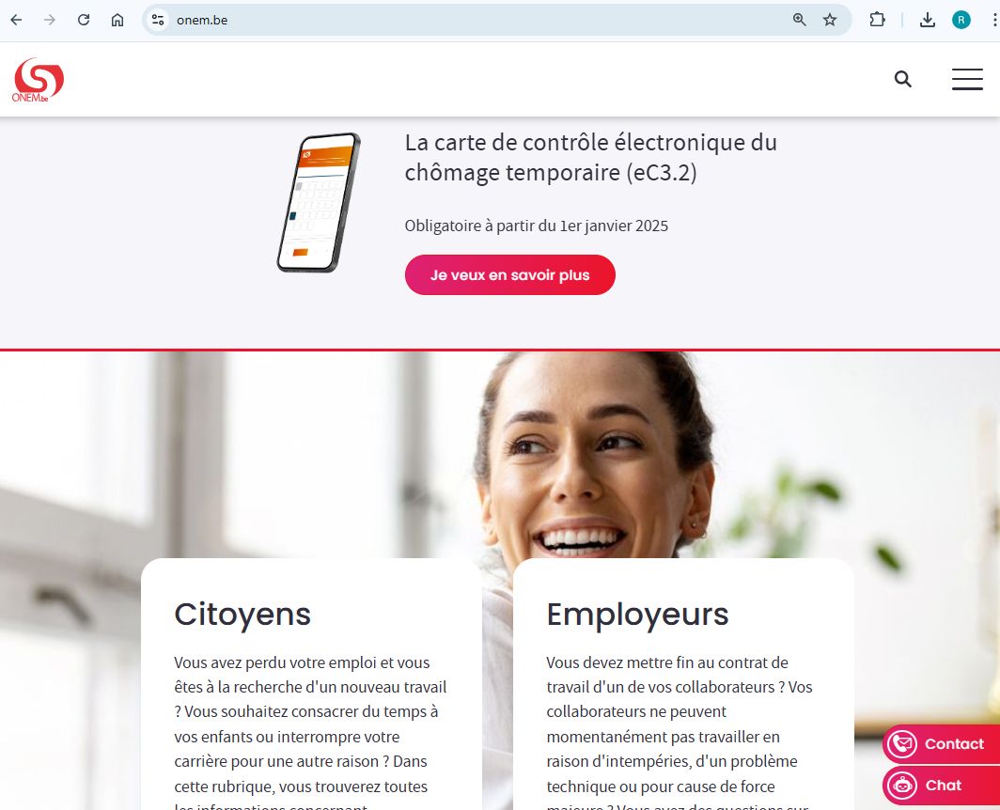 onem.be
R
ONEM.be
La carte de contrôle électronique du
chômage temporaire (eC3.2)
Obligatoire à partir du 1er janvier 2025
Je veux en savoir plus
Citoyens
Vous avez perdu votre emploi et vous
êtes à la recherche d'un nouveau travail
? Vous souhaitez consacrer du temps à
vos enfants ou interrompre votre
carrière pour une autre raison ? Dans
cette rubrique, vous trouverez toutes
les informations concernant
Employeurs
Vous devez mettre fin au contrat de
travail d'un de vos collaborateurs ? Vos
collaborateurs ne peuvent
momentanément pas travailler en
raison d'intempéries, d'un problème
technique ou pour cause de force
majeure ? Vous avez des questions sur
Contact
Chat